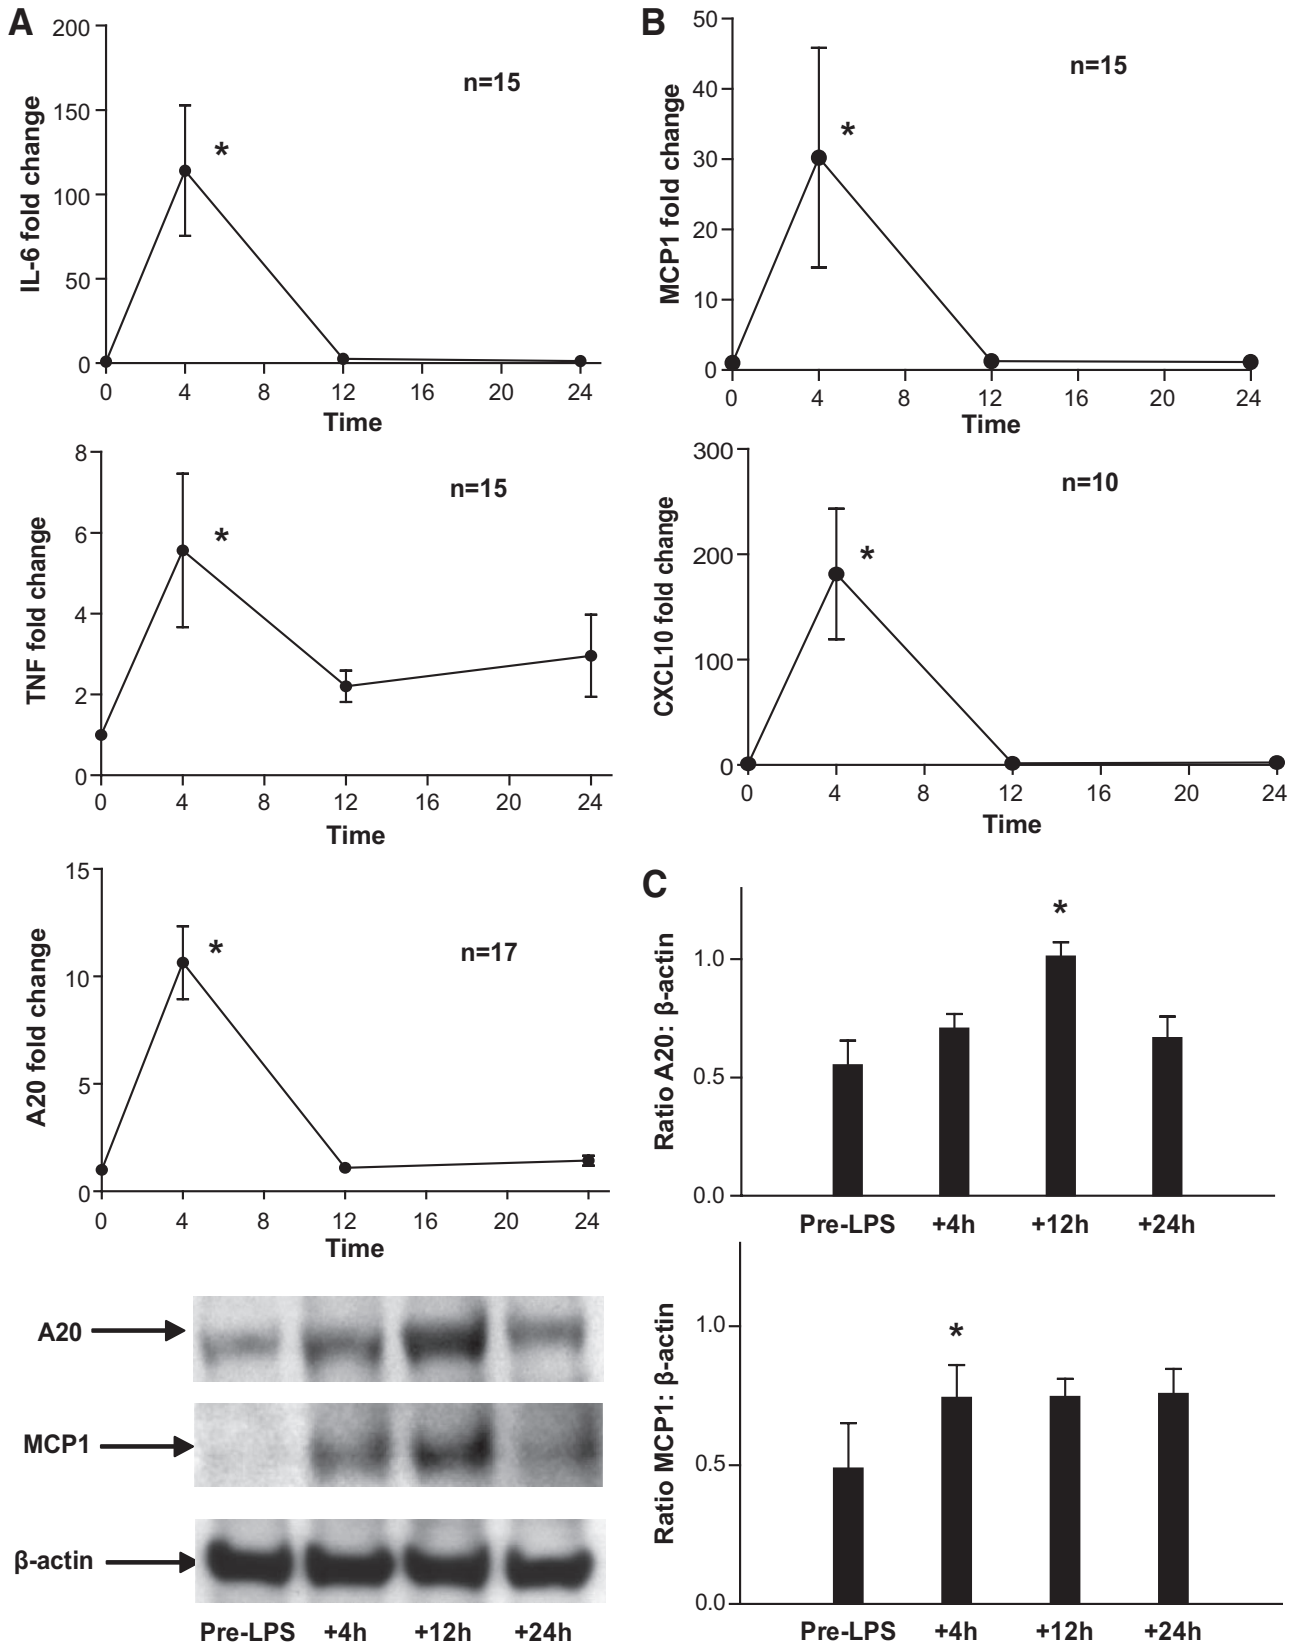 A
200
150
100
50
0
IL-6 fold change
n=15
*
0 4 8 12 16 20 24
Time
8
6
4
2
0
TNF fold change
n=15
*
0 4 8 12 16 20 24
Time
15
10
5
0
A20 fold change
n=17
*
0 4 8 12 16 20 24
Time
A20
MCP1
β-actin
Pre-LPS +4h +12h +24h
B
50
40
30
20
10
0
MCP1 fold change
n=15
*
0 4 8 12 16 20 24
Time
300
200
100
0
CXCL10 fold change
n=10
*
0 4 8 12 16 20 24
Time
C
1.0
0.5
0.0
Ratio A20: β-actin
*
Pre-LPS +4h +12h +24h
1.0
0.5
0.0
Ratio MCP1: β-actin
*
Pre-LPS +4h +12h +24h